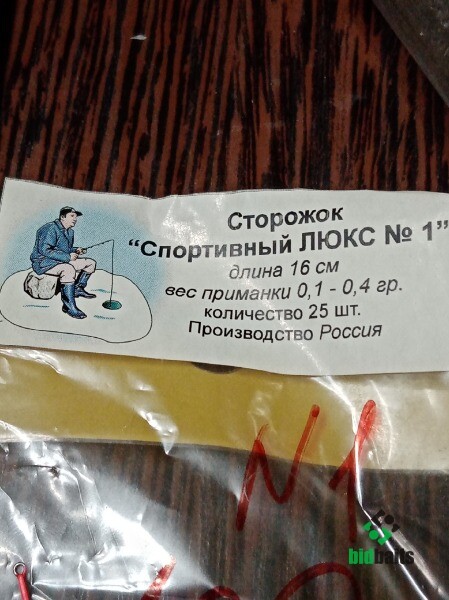 Сторожок
“Спортивный ЛЮКС № 1”
длина 16 см
вес приманки 0,1 - 0,4 гр.
количество 25 шт.
Производство Россия
N1
bidbaits